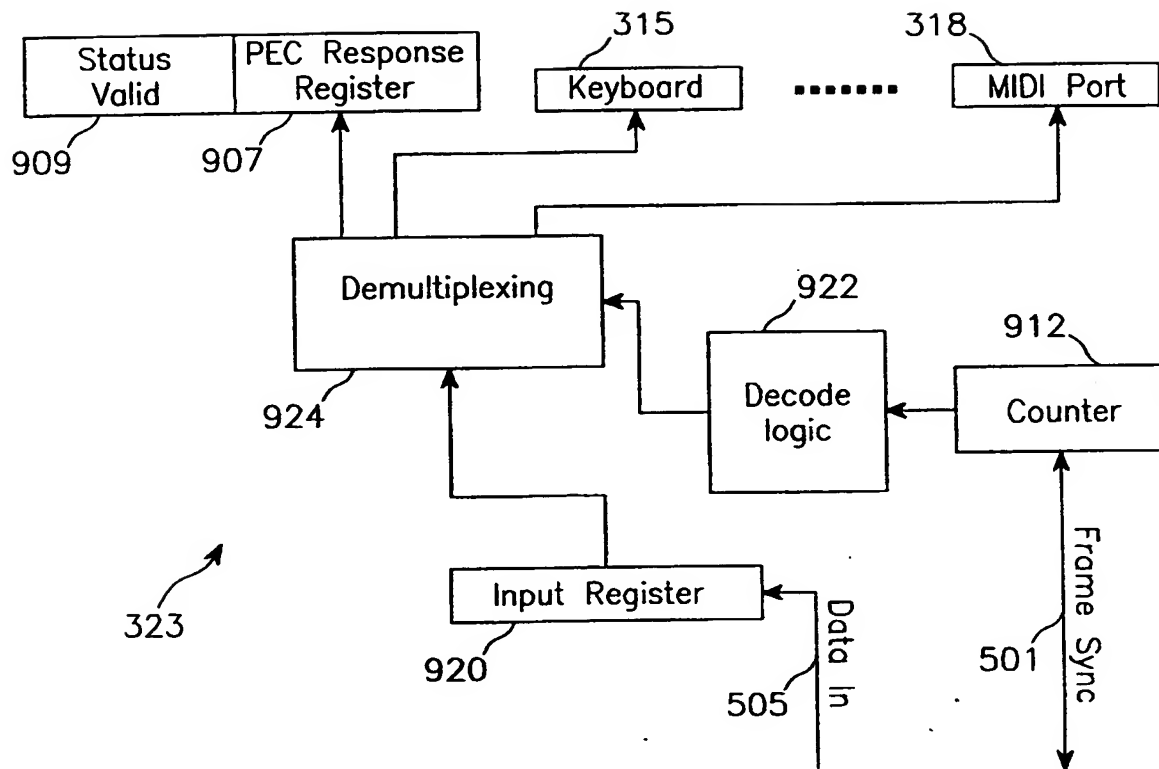 315
318
Status
Valid
PEC Response
Register
Keyboard
MIDI Port
909
907
Demultiplexing
922
912
924
Decode
logic
Counter
Frame Sync
Input Register
Data In
323
920
505
501